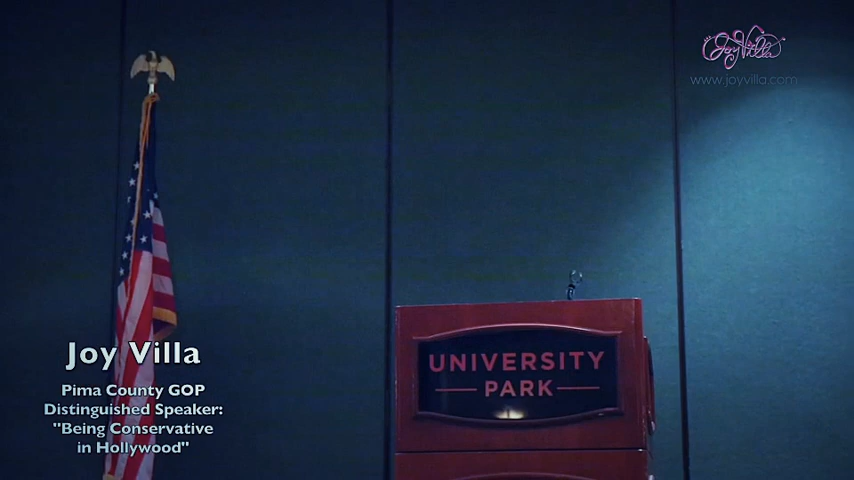 Joy Villa
www.joyvilla.com
UNIVERSITY
PARK
Joy Villa
Pima County GOP
Distinguished Speaker:
"Being Conservative
in Hollywood"